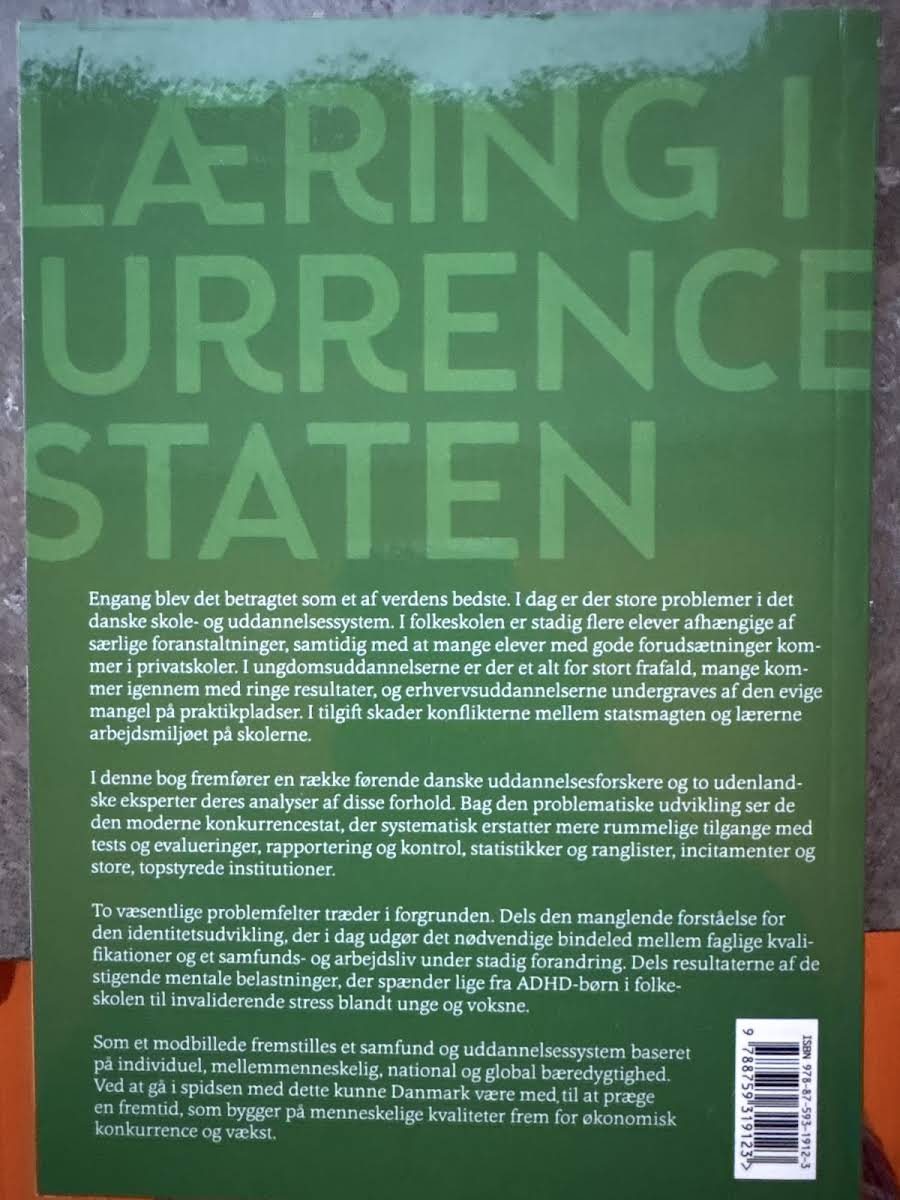 LÆRING I
URRENCE
STATEN
Engang blev det betragtet som et af verdens bedste. I dag er der store problemer i det
danske skole- og uddannelsessystem. I folkeskolen er stadig flere elever afhængige af
særlige foranstaltninger, samtidig med at mange elever med gode forudsætninger kom-
mer i privatskoler. I ungdomsuddannelserne er der et alt for stort frafald, mange kom-
mer igennem med ringe resultater, og erhvervsuddannelserne undergraves af den evige
mangel på praktikpladser. I tilgift skader konflikterne mellem statsmagten og lærerne
arbejdsmiljøet på skolerne.
I denne bog fremfører en række førende danske uddannelsesforskere og to udenland-
ske eksperter deres analyser af disse forhold. Bag den problematiske udvikling ser de
den moderne konkurrencestat, der systematisk erstatter mere rummelige tilgange med
tests og evalueringer, rapportering og kontrol, statistikker og ranglister, incitamenter og
store, topstyrede institutioner.
To væsentlige problemfelter træder i forgrunden. Dels den manglende forståelse for
den identitetsudvikling, der i dag udgør det nødvendige bindeled mellem faglige kvali-
fikationer og et samfunds- og arbejdsliv under stadig forandring. Dels resultaterne af de
stigende mentale belastninger, der spænder lige fra ADHD-børn i folke-
skolen til invaliderende stress blandt unge og voksne.
Som et modbillede fremstilles et samfund og uddannelsessystem baseret
på individuel, mellemmenneskelig, national og global bæredygtighed.
Ved at gå i spidsen med dette kunne Danmark være med til at præge
en fremtid, som bygger på menneskelige kvaliteter frem for økonomisk
konkurrence og vækst.
ISBN 978-87-593-1912-3
9 788759 319123